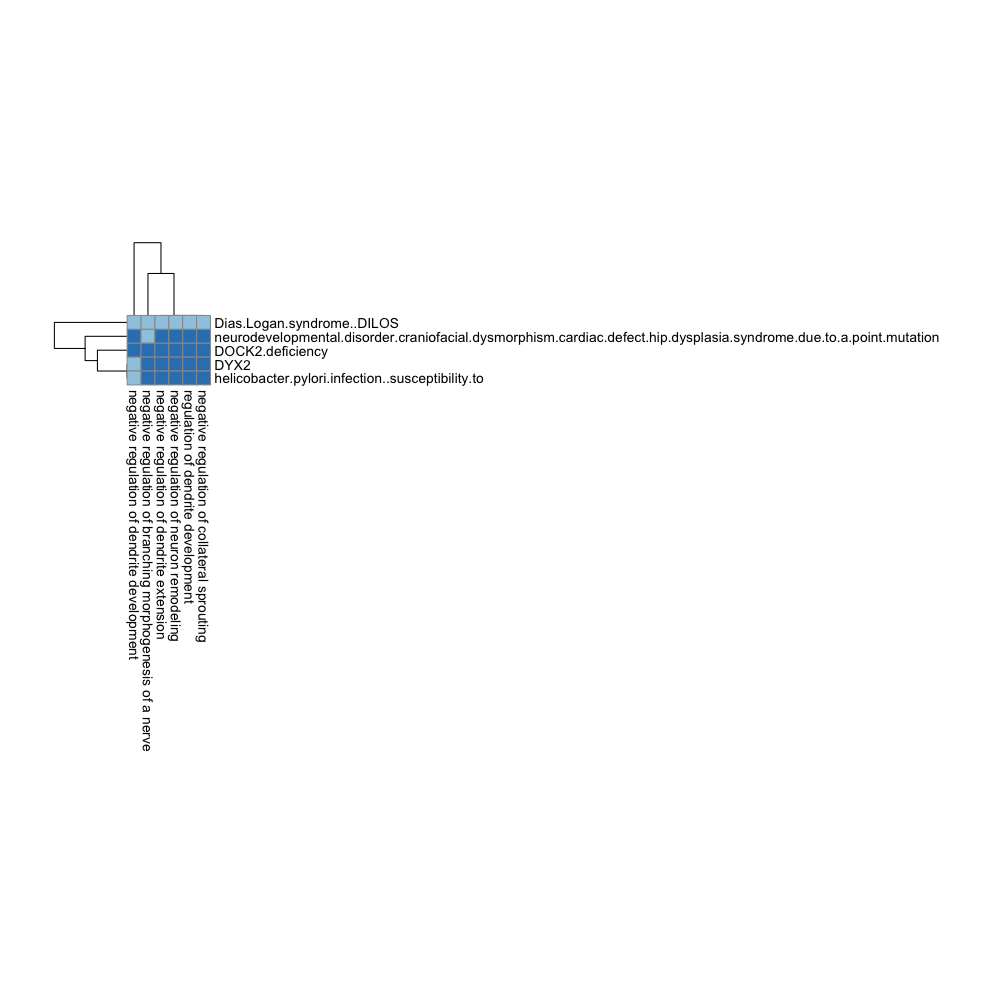 Dias.Logan.syndrome..DILOS
neurodevelopmental.disorder.craniofacial.dysmorphism.cardiac.defect.hip.dysplasia.syndrome.due.to.a.point.mutation
DOCK2.deficiency
DYX2
helicobacter.pylori.infection..susceptibility.to
negative regulation of dendrite development
negative regulation of branching morphogenesis of a nerve
negative regulation of dendrite extension
negative regulation of neuron remodeling
regulation of dendrite development
negative regulation of collateral sprouting